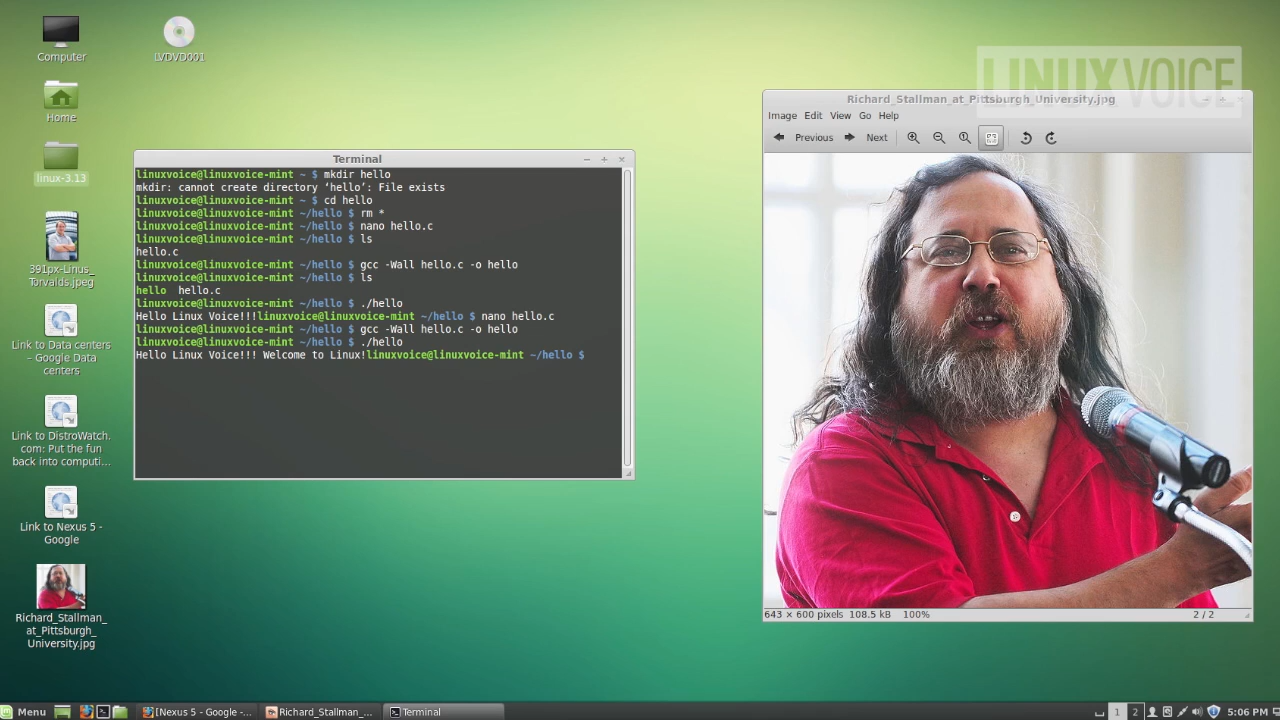 Computer
LVDVD001
Home
linux-3.13
391px-Linus_
Torvalds.jpeg
Link to Data centers
– Google Data
centers
Link to DistroWatch.
com: Put the fun
back into computi...
Link to Nexus 5 -
Google
Richard_Stallman_
at_Pittsburgh_
University.jpg
Terminal
linuxvoice@linuxvoice-mint ~ $ mkdir hello
mkdir: cannot create directory ‘hello’: File exists
linuxvoice@linuxvoice-mint ~ $ cd hello
linuxvoice@linuxvoice-mint ~/hello $ rm *
linuxvoice@linuxvoice-mint ~/hello $ nano hello.c
linuxvoice@linuxvoice-mint ~/hello $ ls
hello.c
linuxvoice@linuxvoice-mint ~/hello $ gcc -Wall hello.c -o hello
linuxvoice@linuxvoice-mint ~/hello $ ls
hello  hello.c
linuxvoice@linuxvoice-mint ~/hello $ ./hello
Hello Linux Voice!!!linuxvoice@linuxvoice-mint ~/hello $ nano hello.c
linuxvoice@linuxvoice-mint ~/hello $ gcc -Wall hello.c -o hello
linuxvoice@linuxvoice-mint ~/hello $ ./hello
Hello Linux Voice!!! Welcome to Linux!linuxvoice@linuxvoice-mint ~/hello $
LINUXVOICE
Richard_Stallman_at_Pittsburgh_University.jpg
Image Edit View Go Help
Previous Next
643 × 600 pixels 108.5 kB 100% 2 / 2
Menu [Nexus 5 - Google -... Richard_Stallman_... Terminal 1 2 5:06 PM